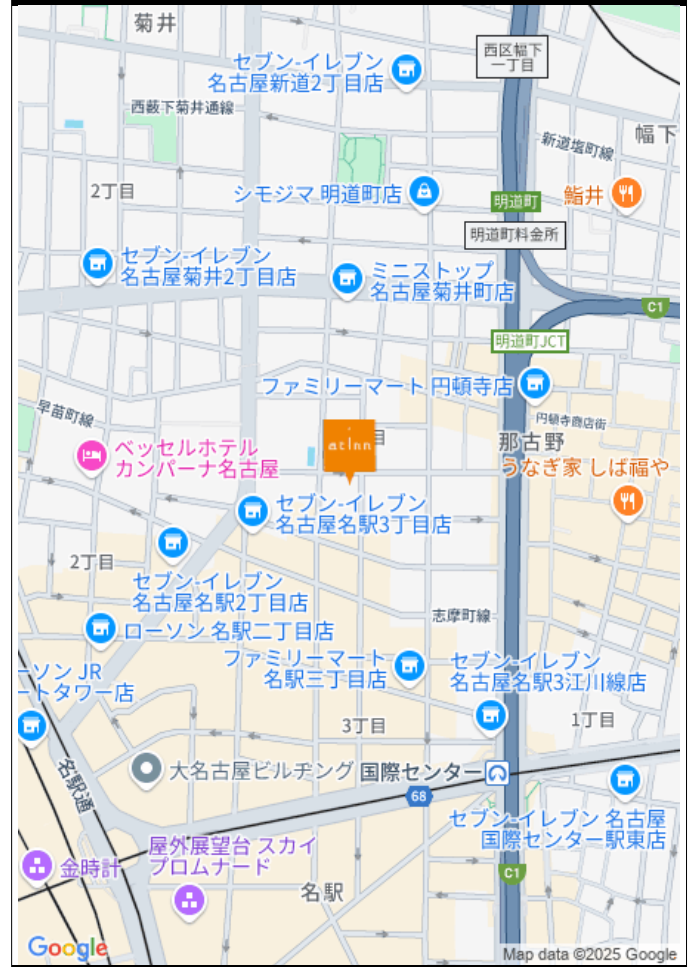 菊井
セブン-イレブン
名古屋新道2丁目店
西区幅下
一丁目
西薮下菊井通線
新道塩町線
幅下
2丁目
シモジマ 明道町店
明道町
鮨井
明道町料金所
セブン-イレブン
名古屋菊井2丁目店
ミニストップ
名古屋菊井町店
C1
明道町JCT
ファミリーマート 円頓寺店
早苗町線
円頓寺商店街
atinn
目
那古野
ベッセルホテル
カンパーナ名古屋
うなぎ家 しば福や
セブン-イレブン
名古屋名駅3丁目店
2丁目
セブン-イレブン
名古屋名駅2丁目店
志摩町線
ローソン 名駅二丁目店
ファミリーマート
名駅三丁目店
セブン-イレブン
名古屋名駅3江川線店
ーソン JR
ートタワー店
3丁目
1丁目
名駅通
大名古屋ビルヂング
国際センター
68
セブン-イレブン 名古屋
国際センター駅東店
屋外展望台 スカイ
プロムナード
金時計
C1
名駅
Google
Map data ©2025 Google